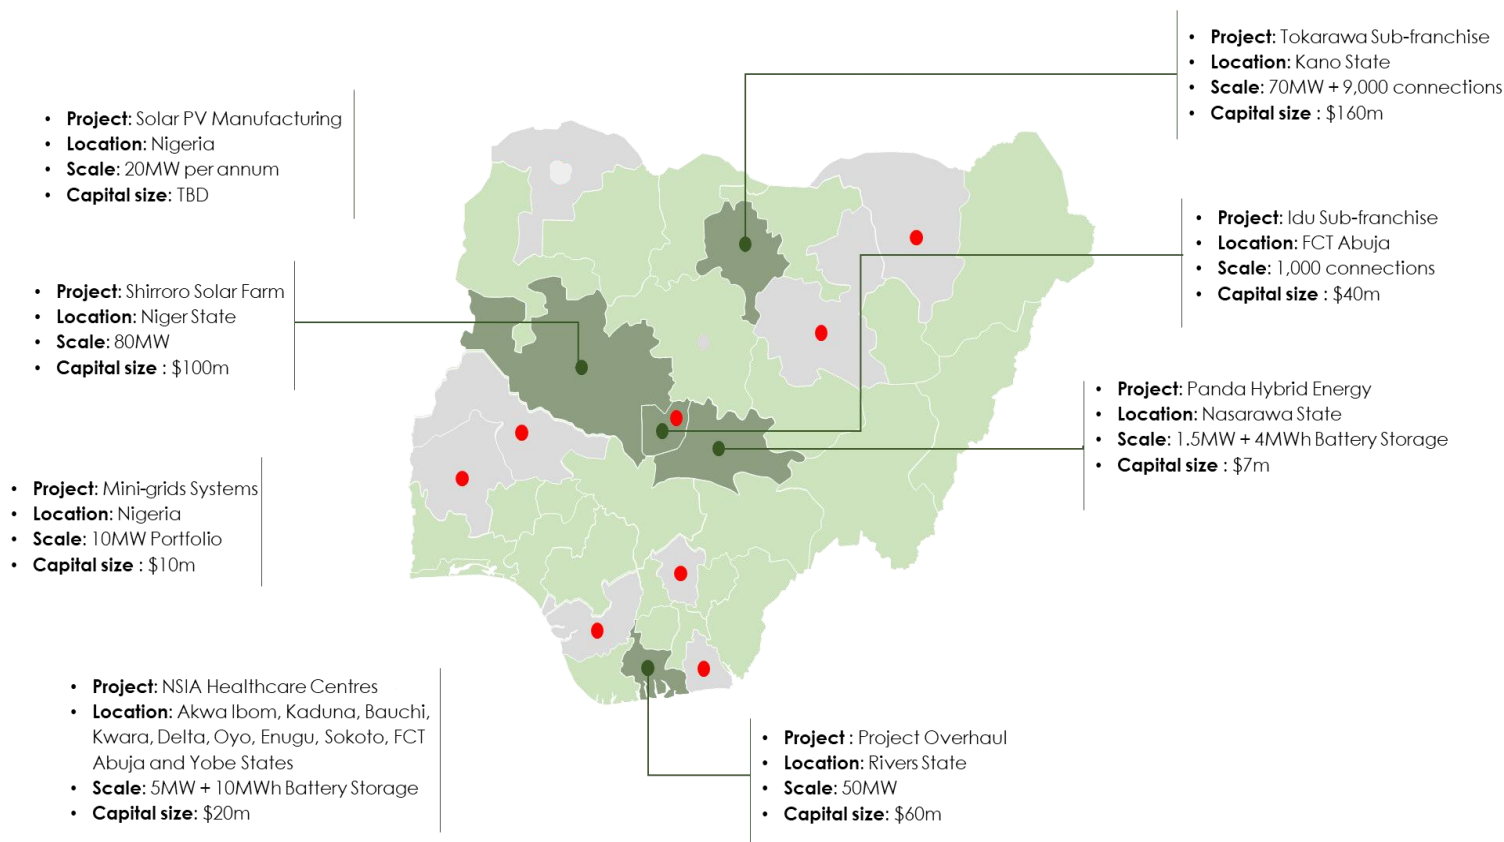 • Project: Tokarawa Sub-franchise
• Location: Kano State
• Scale: 70MW + 9,000 connections
• Capital size : $160m
• Project: Solar PV Manufacturing
• Location: Nigeria
• Scale: 20MW per annum
• Capital size: TBD
• Project: Idu Sub-franchise
• Location: FCT Abuja
• Scale: 1,000 connections
• Capital size : $40m
• Project: Shirroro Solar Farm
• Location: Niger State
• Scale: 80MW
• Capital size : $100m
• Project: Panda Hybrid Energy
• Location: Nasarawa State
• Scale: 1.5MW + 4MWh Battery Storage
• Capital size : $7m
• Project: Mini-grids Systems
• Location: Nigeria
• Scale: 10MW Portfolio
• Capital size : $10m
• Project: NSIA Healthcare Centres
• Location: Akwa Ibom, Kaduna, Bauchi,
Kwara, Delta, Oyo, Enugu, Sokoto, FCT
Abuja and Yobe States
• Scale: 5MW + 10MWh Battery Storage
• Capital size: $20m
• Project : Project Overhaul
• Location: Rivers State
• Scale: 50MW
• Capital size: $60m